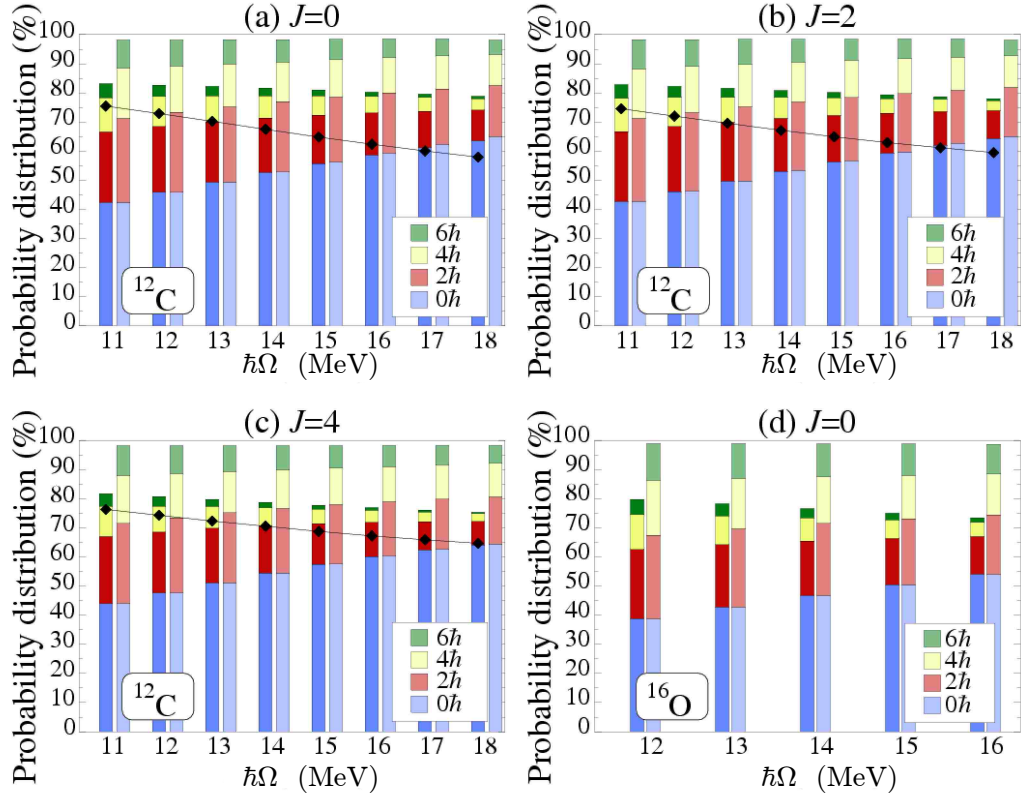 (a) J=0
Probability distribution (%)
100
90
80
70
60
50
40
30
20
10
0
6ħ
4ħ
2ħ
0ħ
¹²C
11 12 13 14 15 16 17 18
ħΩ (MeV)
(b) J=2
Probability distribution (%)
100
90
80
70
60
50
40
30
20
10
0
6ħ
4ħ
2ħ
0ħ
¹²C
11 12 13 14 15 16 17 18
ħΩ (MeV)
(c) J=4
Probability distribution (%)
100
90
80
70
60
50
40
30
20
10
0
6ħ
4ħ
2ħ
0ħ
¹²C
11 12 13 14 15 16 17 18
ħΩ (MeV)
(d) J=0
Probability distribution (%)
100
90
80
70
60
50
40
30
20
10
0
6ħ
4ħ
2ħ
0ħ
¹⁶O
12 13 14 15 16
ħΩ (MeV)